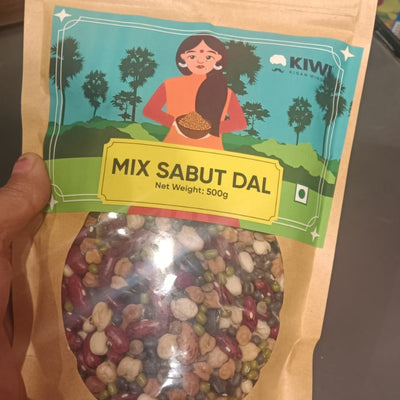 KIWI
KISAN WINDOW
MIX SABUT DAL
Net Weight: 500g